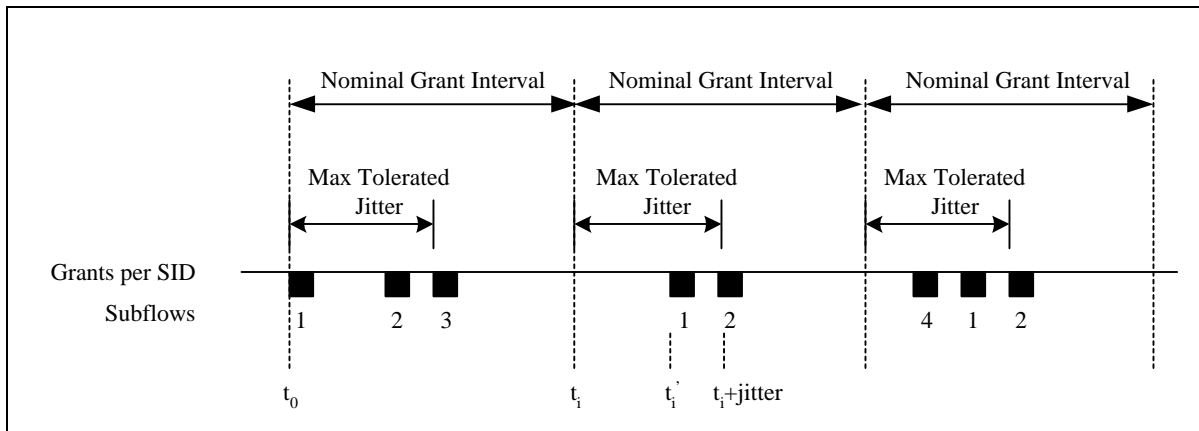 Nominal Grant Interval Nominal Grant Interval Nominal Grant Interval
Max Tolerated Jitter
Max Tolerated Jitter
Max Tolerated Jitter
Grants per SID
Subflows
1 2 3 1 2 4 1 2
t0 ti ti' ti+jitter